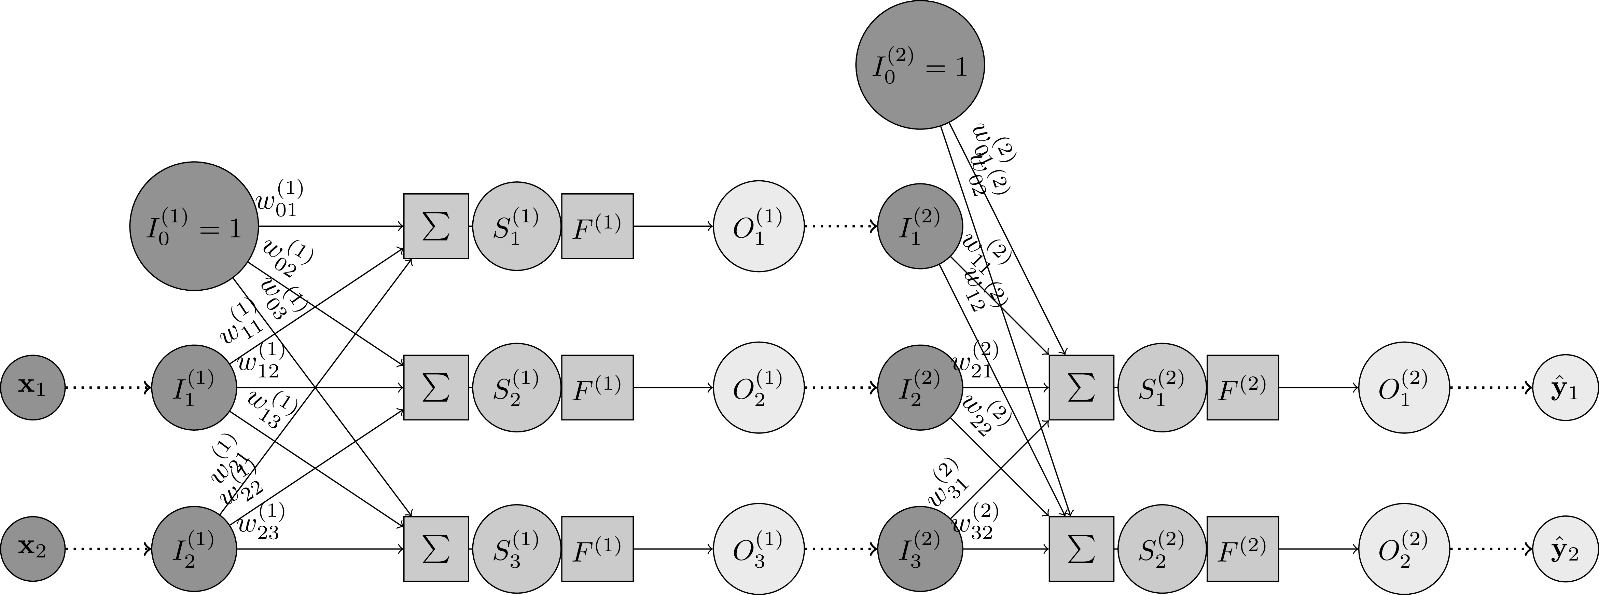 I_0^{(2)} = 1
w_{01}^{(2)}
w_{02}^{(2)}
I_0^{(1)} = 1 w_{01}^{(1)} ∑ S_1^{(1)} F^{(1)} O_1^{(1)} I_1^{(2)}
w_{02}^{(1)} w_{11}^{(2)}
w_{03}^{(1)} w_{12}^{(2)}
w_{11}^{(1)}
w_{12}^{(1)} w_{21}^{(2)}
x_1 I_1^{(1)} ∑ S_2^{(1)} F^{(1)} O_2^{(1)} I_2^{(2)} ∑ S_1^{(2)} F^{(2)} O_1^{(2)} ŷ_1
w_{13}^{(1)} w_{22}^{(2)}
w_{21}^{(1)}
w_{22}^{(1)} w_{31}^{(2)}
w_{23}^{(1)} w_{32}^{(2)}
x_2 I_2^{(1)} ∑ S_3^{(1)} F^{(1)} O_3^{(1)} I_3^{(2)} ∑ S_2^{(2)} F^{(2)} O_2^{(2)} ŷ_2